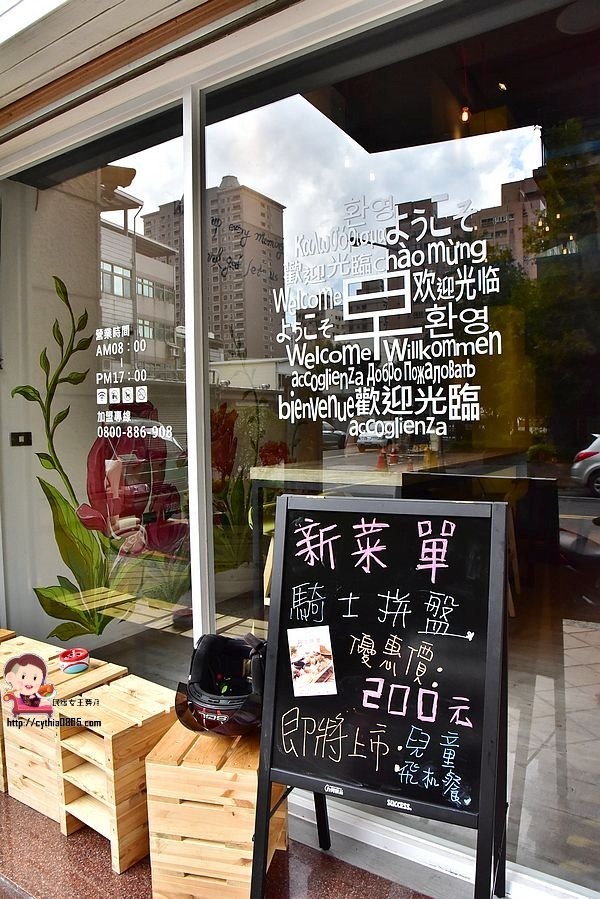 환영
ようこそ
Καλωσόρισμα
chào mừng
歡迎光臨
Welcome
早
欢迎光临
ようこそ
환영
Welcome
Willkommen
accoglienza
Добро Пожаловать
bienvenue
歡迎光臨
accoglienza
營業時間
AM08：00
PM17：00
加盟專線
0800-886-908
新菜單
騎士拼盤
優惠價:
200元
即將上市·兒童
飛机餐
SUCCESS.
http://cythia0805.com